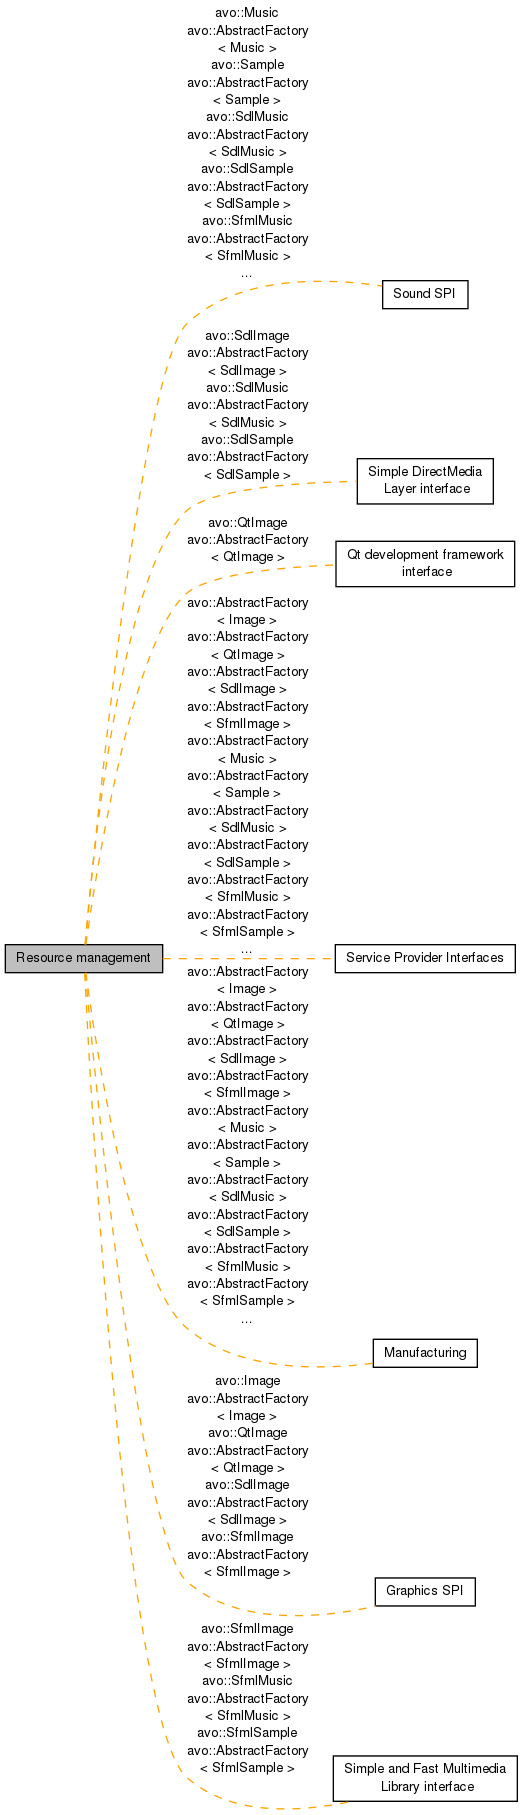 avo::Music
avo::AbstractFactory
< Music >
avo::Sample
avo::AbstractFactory
< Sample >
avo::SdlMusic
avo::AbstractFactory
< SdlMusic >
avo::SdlSample
avo::AbstractFactory
< SdlSample >
avo::SfmlMusic
avo::AbstractFactory
< SfmlMusic >
...
Sound SPI
avo::SdlImage
avo::AbstractFactory
< SdlImage >
avo::SdlMusic
avo::AbstractFactory
< SdlMusic >
avo::SdlSample
avo::AbstractFactory
< SdlSample >
Simple DirectMedia
Layer interface
avo::QtImage
avo::AbstractFactory
< QtImage >
Qt development framework
interface
avo::AbstractFactory
< Image >
avo::AbstractFactory
< QtImage >
avo::AbstractFactory
< SdlImage >
avo::AbstractFactory
< SfmlImage >
avo::AbstractFactory
< Music >
avo::AbstractFactory
< Sample >
avo::AbstractFactory
< SdlMusic >
avo::AbstractFactory
< SdlSample >
avo::AbstractFactory
< SfmlMusic >
avo::AbstractFactory
< SfmlSample >
...
Resource management
Service Provider Interfaces
avo::AbstractFactory
< Image >
avo::AbstractFactory
< QtImage >
avo::AbstractFactory
< SdlImage >
avo::AbstractFactory
< SfmlImage >
avo::AbstractFactory
< Music >
avo::AbstractFactory
< Sample >
avo::AbstractFactory
< SdlMusic >
avo::AbstractFactory
< SdlSample >
avo::AbstractFactory
< SfmlMusic >
avo::AbstractFactory
< SfmlSample >
...
Manufacturing
avo::Image
avo::AbstractFactory
< Image >
avo::QtImage
avo::AbstractFactory
< QtImage >
avo::SdlImage
avo::AbstractFactory
< SdlImage >
avo::SfmlImage
avo::AbstractFactory
< SfmlImage >
Graphics SPI
avo::SfmlImage
avo::AbstractFactory
< SfmlImage >
avo::SfmlMusic
avo::AbstractFactory
< SfmlMusic >
avo::SfmlSample
avo::AbstractFactory
< SfmlSample >
Simple and Fast Multimedia
Library interface